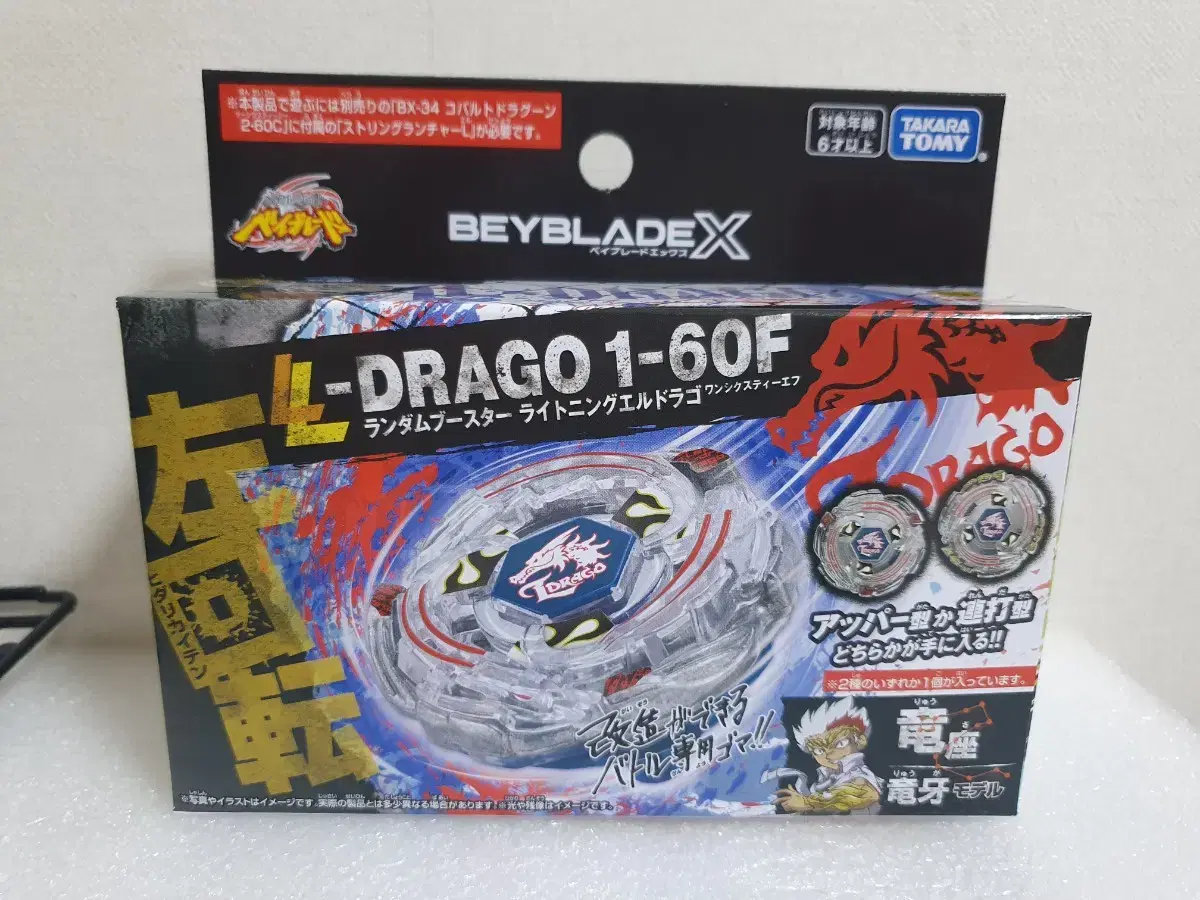 ※本製品で遊ぶには別売りの「BX-34 コバルトドラグーン
2-60C」に付属の「ストリングランチャーL」が必要です。
対象年齢
6才以上
TAKARA
TOMY
ベイブレード
BEYBLADE X
ベイブレードエックス
L-DRAGO 1-60F
ランダムブースター ライトニングエルドラゴ ワンシクスティーエフ
左回転
ヒダリカイテン
L DRAGO
L DRAGO
アッパー型か連打型
どちらかが手に入る!!
※2種のいずれか1個が入っています。
改造ができる
バトル専用ゴマ!!
りゅう ざ
竜座
りゅう が
竜牙モデル
※写真やイラストはイメージです。実際の製品とは多少異なる場合があります。※光や残像はイメージです。